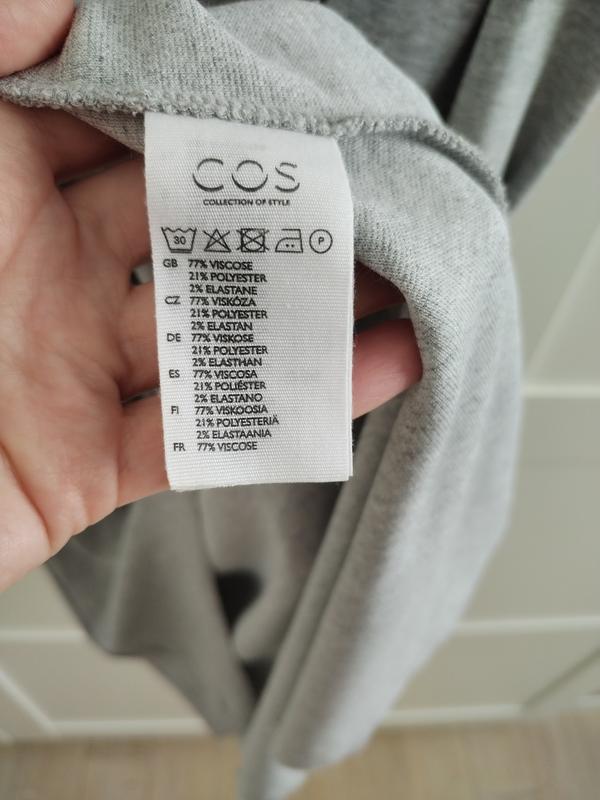 COS
COLLECTION OF STYLE
30 P
GB 77% VISCOSE
21% POLYESTER
2% ELASTANE
CZ 77% VISKÓZA
21% POLYESTER
2% ELASTAN
DE 77% VISKOSE
21% POLYESTER
2% ELASTHAN
ES 77% VISCOSA
21% POLIÉSTER
2% ELASTANO
FI 77% VISKOOSIA
21% POLYESTERIÄ
2% ELASTAANIA
FR 77% VISCOSE